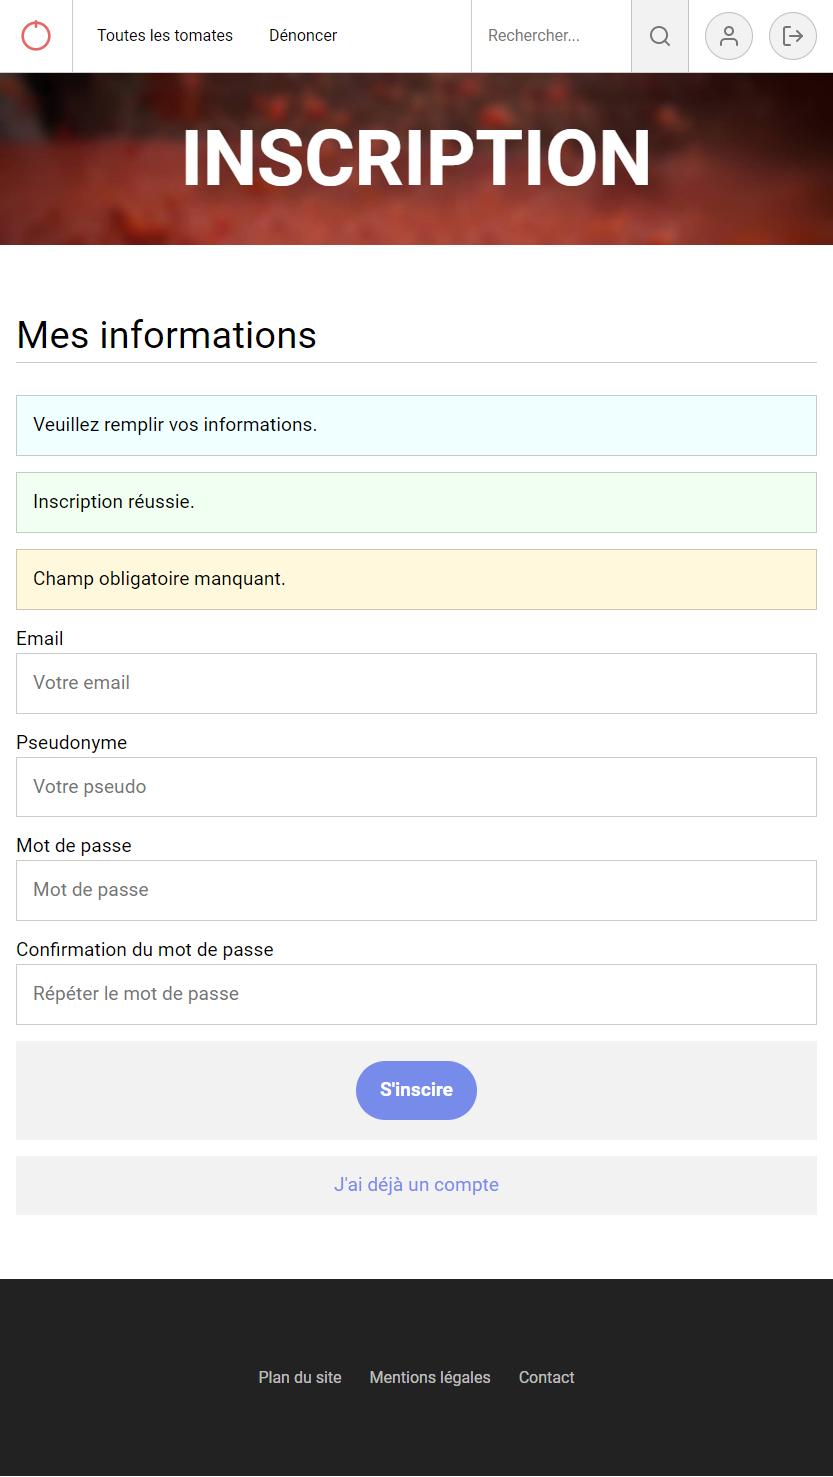 Toutes les tomates Dénoncer Rechercher...
INSCRIPTION
Mes informations
Veuillez remplir vos informations.
Inscription réussie.
Champ obligatoire manquant.
Email
Votre email
Pseudonyme
Votre pseudo
Mot de passe
Mot de passe
Confirmation du mot de passe
Répéter le mot de passe
S'inscire
J'ai déjà un compte
Plan du site Mentions légales Contact